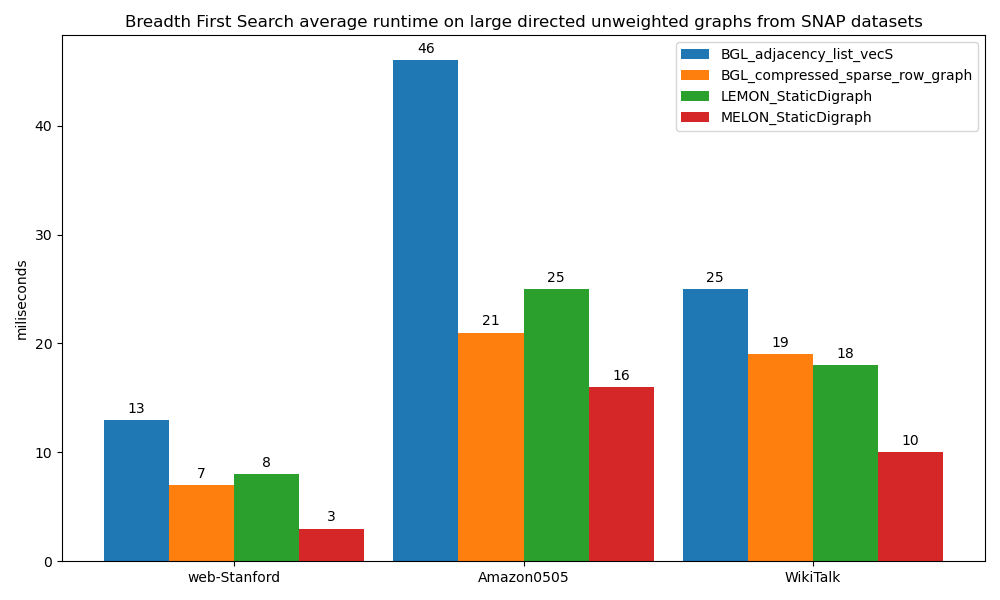 Breadth First Search average runtime on large directed unweighted graphs from SNAP datasets
BGL_adjacency_list_vecS
BGL_compressed_sparse_row_graph
LEMON_StaticDigraph
MELON_StaticDigraph
miliseconds
40
30
20
10
0
13
7
8
3
46
21
25
16
25
19
18
10
web-Stanford
Amazon0505
WikiTalk